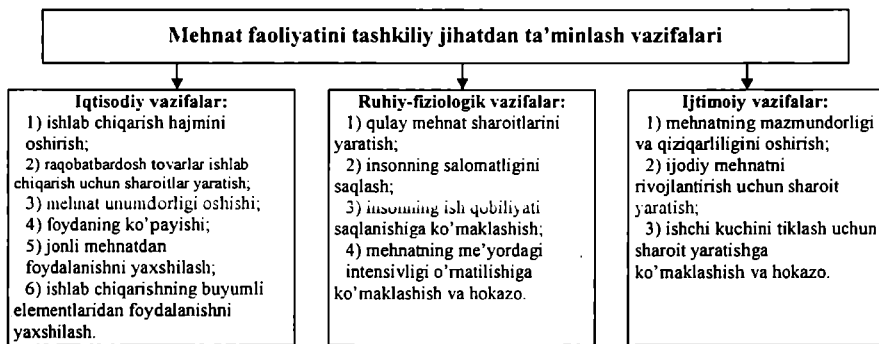 Mehnat faoliyatini tashkiliy jihatdan ta'minlash vazifalari
Iqtisodiy vazifalar:
1) ishlab chiqarish hajmini
oshirish;
2) raqobatbardosh tovarlar ishlab
chiqarish uchun sharoitlar yaratish;
3) mehnat unumdorligi oshishi;
4) foydaning ko'payishi;
5) jonli mehnatdan
foydalanishni yaxshilash;
6) ishlab chiqarishning buyumli
elementlaridan foydalanishni
yaxshilash.
Ruhiy-fiziologik vazifalar:
1) qulay mehnat sharoitlarini
yaratish;
2) insonning salomatligini
saqlash;
3) insonning ish qobiliyati
saqlanishiga ko'maklashish;
4) mehnatning me'yordagi
intensivligi o'rnatilishiga
ko'maklashish va hokazo.
Ijtimoiy vazifalar:
1) mehnatning mazmundorligi
va qiziqarliligini oshirish;
2) ijodiy mehnatni
rivojlantirish uchun sharoit
yaratish;
3) ishchi kuchini tiklash uchun
sharoit yaratishga
ko'maklashish va hokazo.